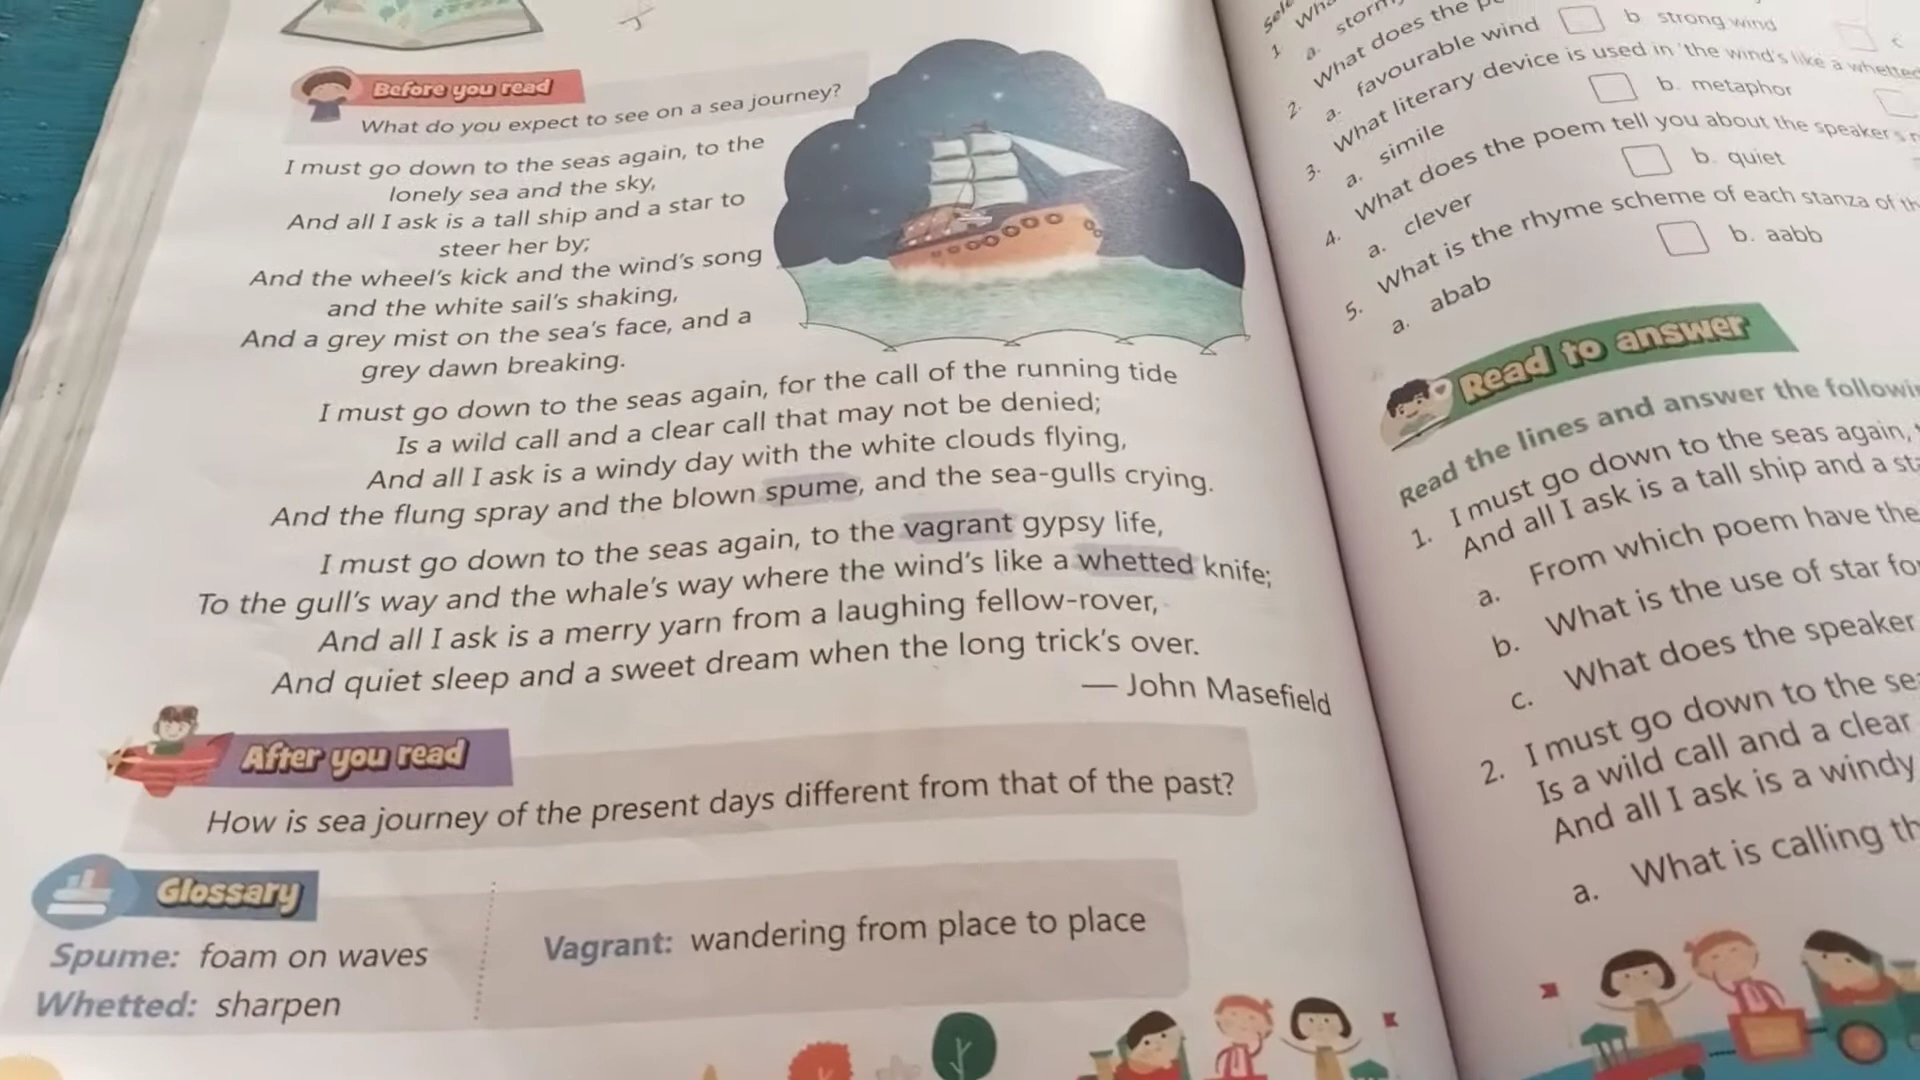 Before you read
What do you expect to see on a sea journey?
I must go down to the seas again, to the
lonely sea and the sky,
And all I ask is a tall ship and a star to
steer her by;
And the wheel's kick and the wind's song
and the white sail's shaking,
And a grey mist on the sea's face, and a
grey dawn breaking.
I must go down to the seas again, for the call of the running tide
Is a wild call and a clear call that may not be denied;
And all I ask is a windy day with the white clouds flying,
And the flung spray and the blown spume, and the sea-gulls crying.
I must go down to the seas again, to the vagrant gypsy life,
To the gull's way and the whale's way where the wind's like a whetted knife;
And all I ask is a merry yarn from a laughing fellow-rover,
And quiet sleep and a sweet dream when the long trick's over.
— John Masefield
After you read
How is sea journey of the present days different from that of the past?
Glossary
Spume: foam on waves
Whetted: sharpen
Vagrant: wandering from place to place
1
a.
What does the
2. a. favourable wind b strong wind
What literary device is used in 'the wind's like a whetted
3. a. simile b. metaphor
What does the poem tell you about the speaker's
4. a. clever b. quiet
5. What is the rhyme scheme of each stanza of
a. abab b. aabb
Read to answer
Read the lines and answer the
1. I must go down to the seas again,
And all I ask is a tall ship and a
a. From which poem have the
b. What is the use of star
c. What does the speaker
2. I must go down to the
Is a wild call and a clear
And all I ask is a windy
a. What is calling